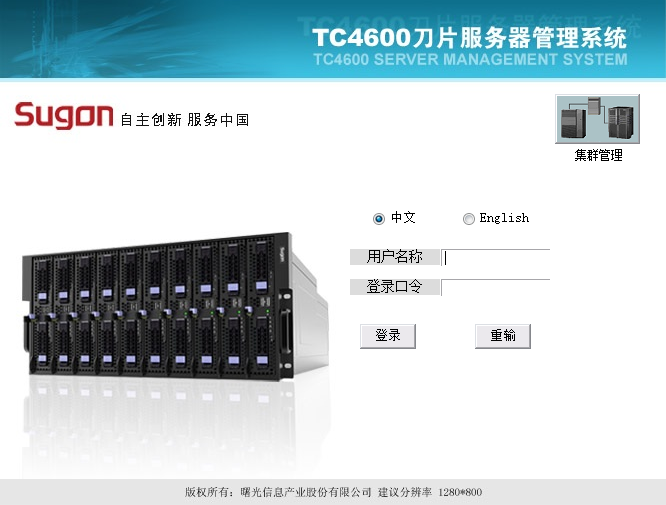 TC4600刀片服务器管理系统
TC4600 SERVER MANAGEMENT SYSTEM
Sugon 自主创新 服务中国
集群管理
中文 English
用户名称
登录口令
登录 重输
Sugon
版权所有：曙光信息产业股份有限公司 建议分辨率 1280*800